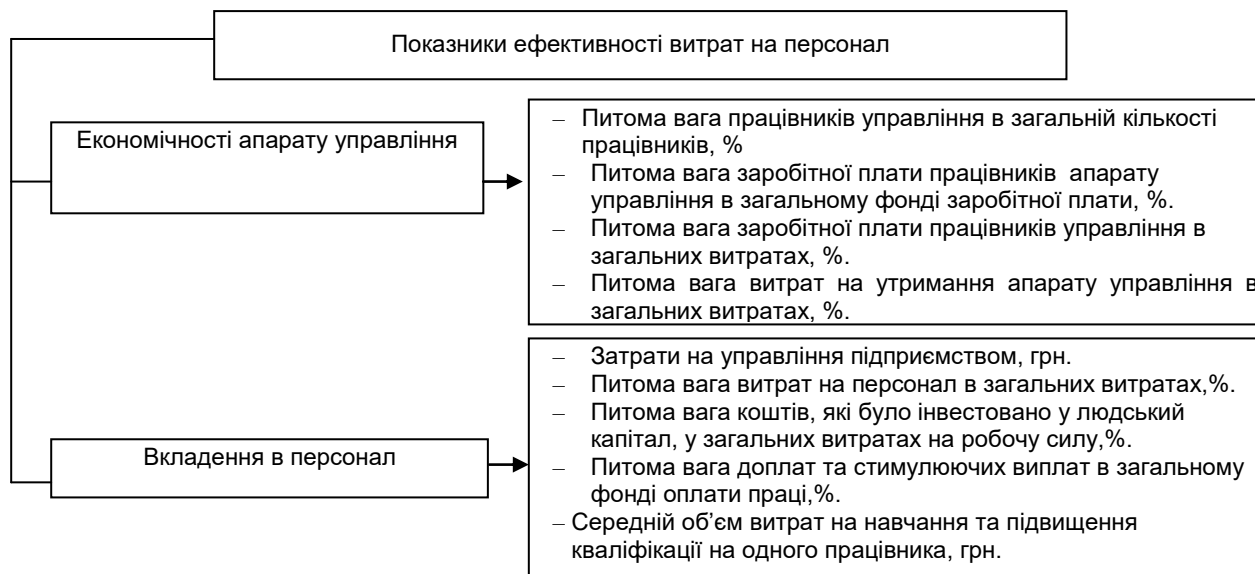 Показники ефективності витрат на персонал
Економічності апарату управління
– Питома вага працівників управління в загальній кількості
працівників, %
– Питома вага заробітної плати працівників апарату
управління в загальному фонді заробітної плати, %.
– Питома вага заробітної плати працівників управління в
загальних витратах, %.
– Питома вага витрат на утримання апарату управління в
загальних витратах, %.
Вкладення в персонал
– Затрати на управління підприємством, грн.
– Питома вага витрат на персонал в загальних витратах,%.
– Питома вага коштів, які було інвестовано у людський
капітал, у загальних витратах на робочу силу,%.
– Питома вага доплат та стимулюючих виплат в загальному
фонді оплати праці,%.
– Середній об’єм витрат на навчання та підвищення
кваліфікації на одного працівника, грн.